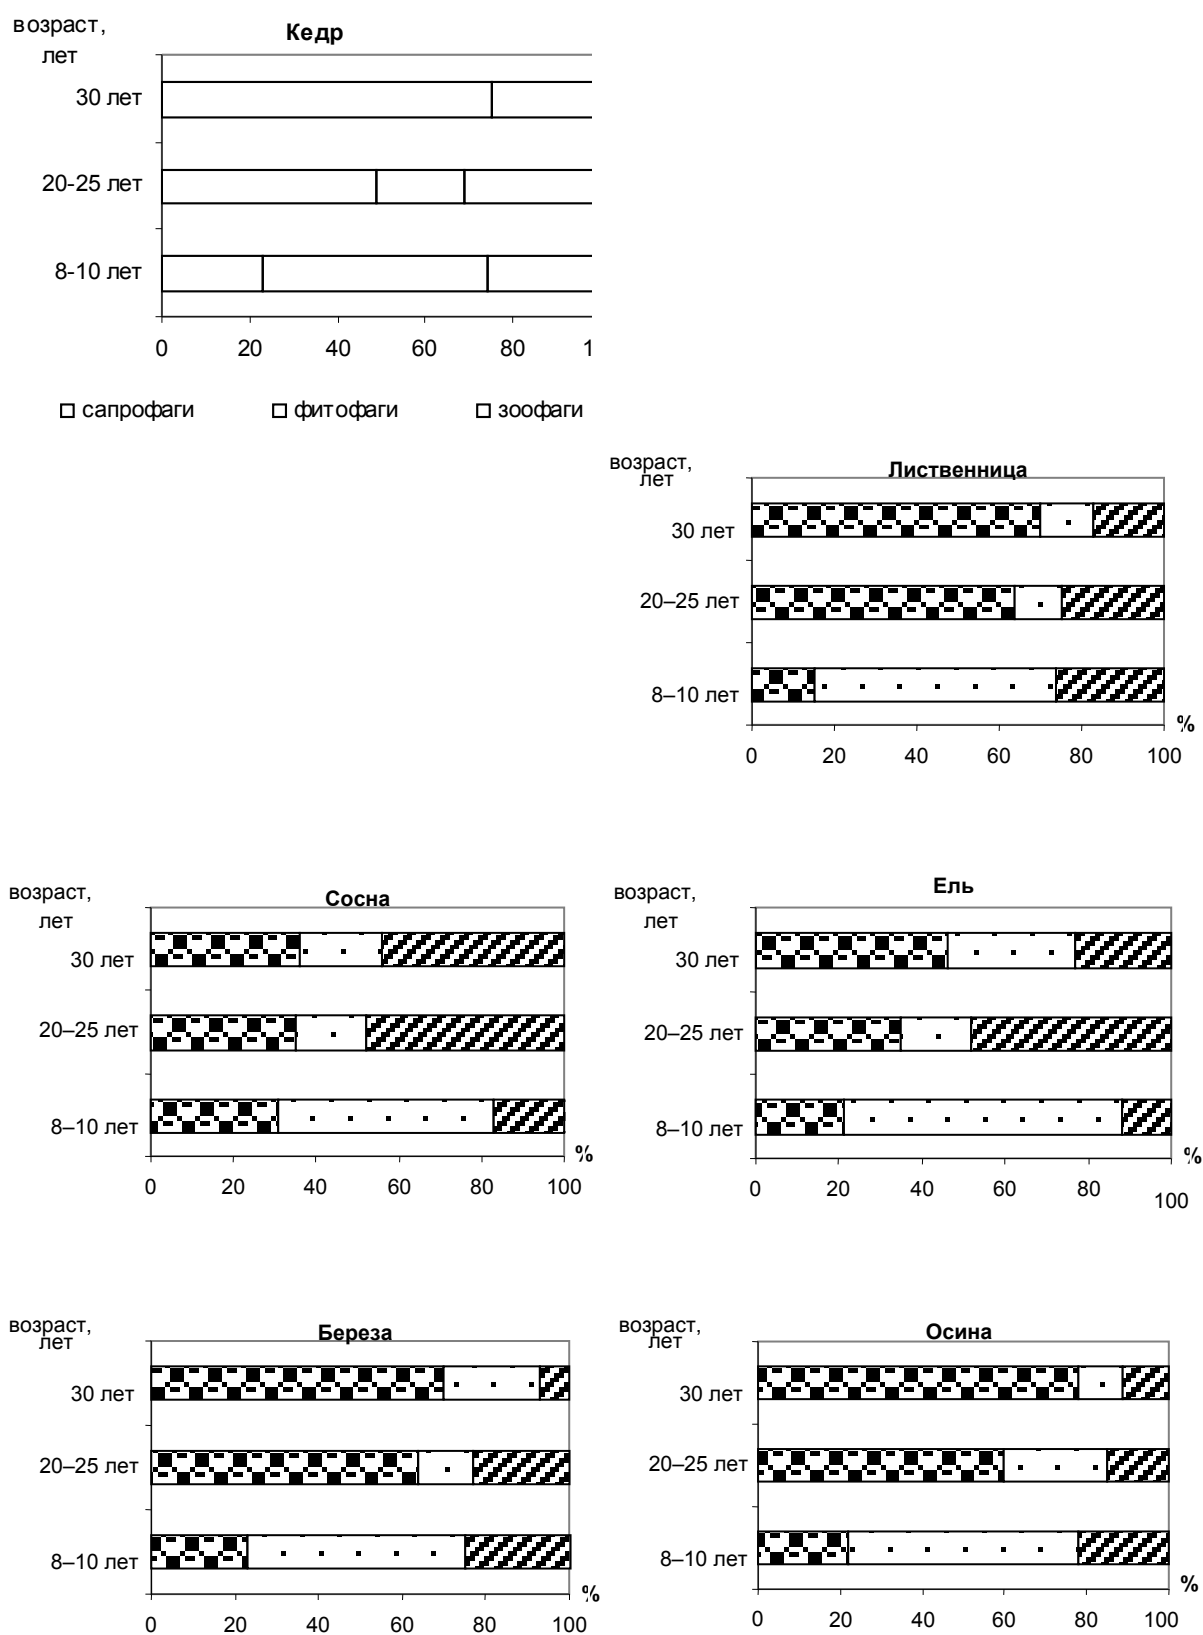 возраст,
лет
Кедр
30 лет
20-25 лет
8-10 лет
0 20 40 60 80 1
сапрофаги фитофаги зоофаги
возраст,
лет
Лиственница
30 лет
20–25 лет
8–10 лет
%
0 20 40 60 80 100
возраст,
лет
Сосна
30 лет
20–25 лет
8–10 лет
%
0 20 40 60 80 100
возраст,
лет
Ель
30 лет
20–25 лет
8–10 лет
%
0 20 40 60 80 100
возраст,
лет
Береза
30 лет
20–25 лет
8–10 лет
%
0 20 40 60 80 100
возраст,
лет
Осина
30 лет
20–25 лет
8–10 лет
%
0 20 40 60 80 100